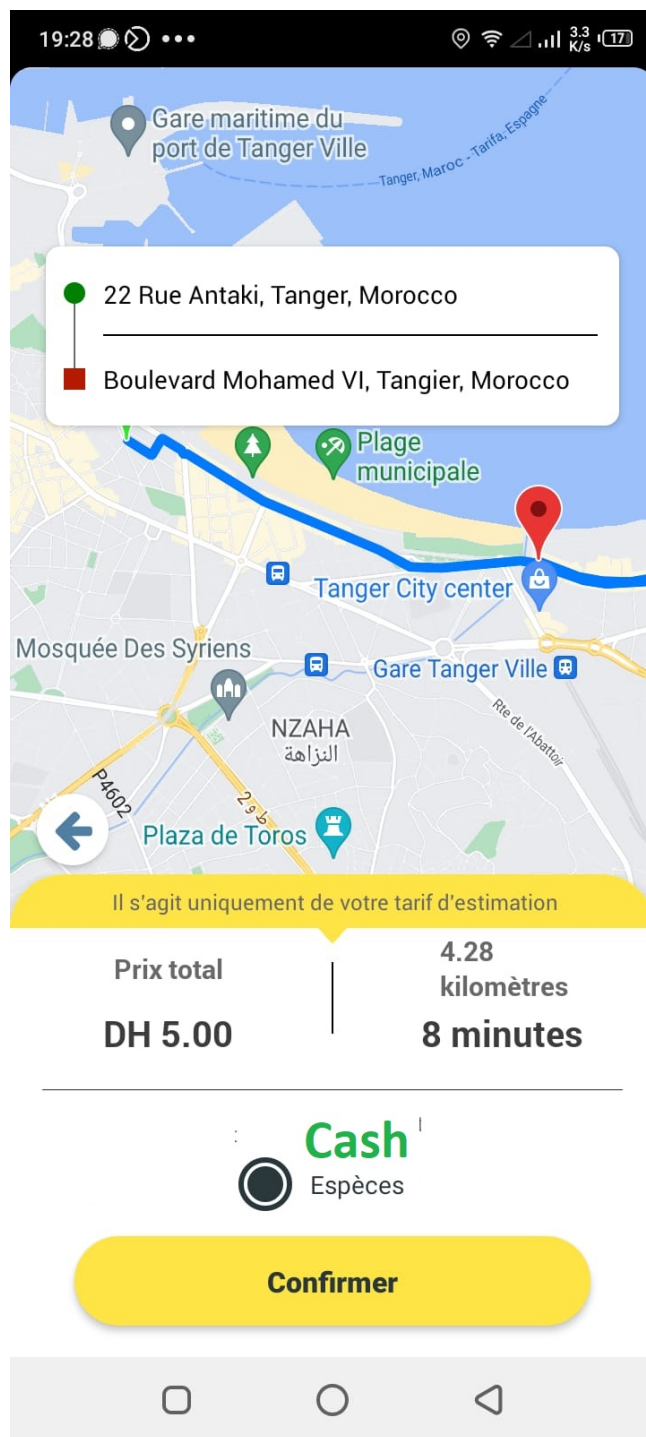 19:28
3.3
K/s
17
Gare maritime du
port de Tanger Ville
Tanger, Maroc - Tarifa, Espagne
22 Rue Antaki, Tanger, Morocco
Boulevard Mohamed VI, Tangier, Morocco
Plage
municipale
Tanger City center
Mosquée Des Syriens
Gare Tanger Ville
NZAHA
النزاهة
Rte de l'Abattoir
P4602
ط و 2
Plaza de Toros
Il s'agit uniquement de votre tarif d'estimation
Prix total
4.28
kilomètres
DH 5.00
8 minutes
Cash
Espèces
Confirmer